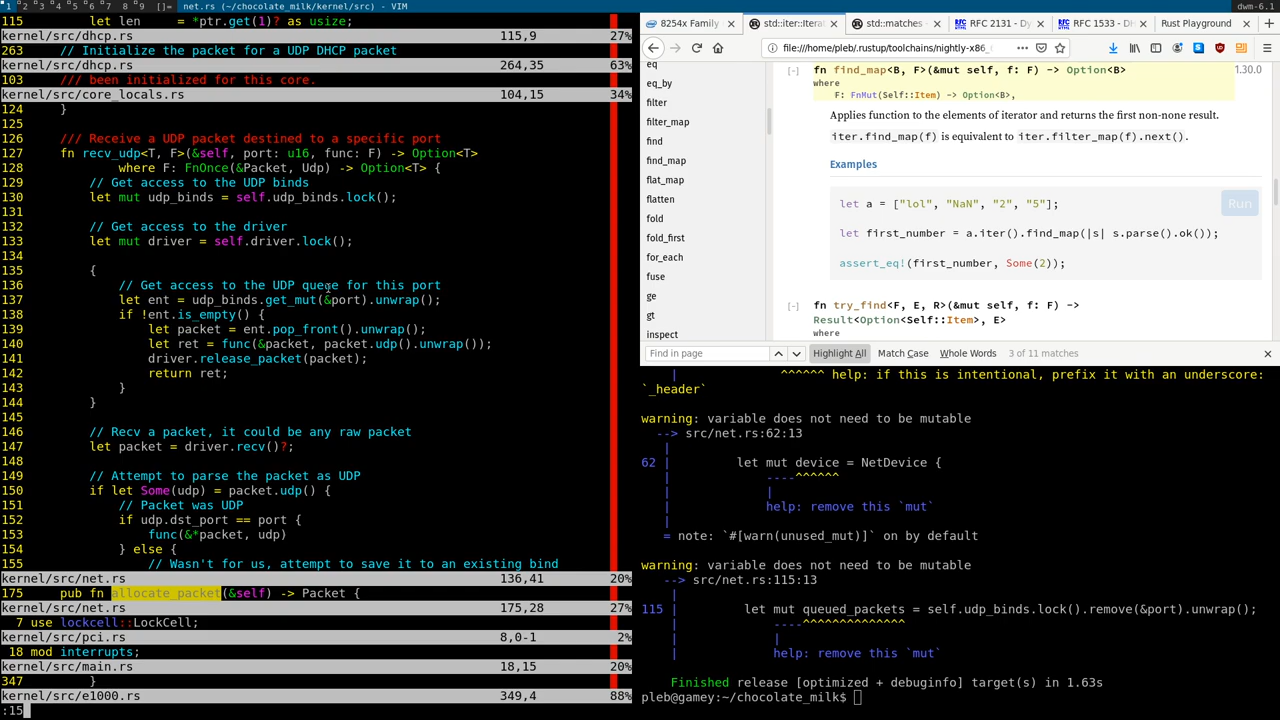 1 2 3 4 5 6 7 8 9 []= net.rs (~/chocolate_milk/kernel/src) - VIM
dwm-6.1
115         let len     = *ptr.get(1)? as usize;
kernel/src/dhcp.rs 115,9 27%
263     // Initialize the packet for a UDP DHCP packet
kernel/src/dhcp.rs 264,35 63%
103     /// been initialized for this core.
kernel/src/core_locals.rs 104,15 34%
124     }
125
126     /// Receive a UDP packet destined to a specific port
127     fn recv_udp<T, F>(&self, port: u16, func: F) -> Option<T>
128             where F: FnOnce(&Packet, Udp) -> Option<T> {
129         // Get access to the UDP binds
130         let mut udp_binds = self.udp_binds.lock();
131
132         // Get access to the driver
133         let mut driver = self.driver.lock();
134
135         {
136             // Get access to the UDP queue for this port
137             let ent = udp_binds.get_mut(&port).unwrap();
138             if !ent.is_empty() {
139                 let packet = ent.pop_front().unwrap();
140                 let ret = func(&packet, packet.udp().unwrap());
141                 driver.release_packet(packet);
142                 return ret;
143             }
144         }
145
146         // Recv a packet, it could be any raw packet
147         let packet = driver.recv()?;
148
149         // Attempt to parse the packet as UDP
150         if let Some(udp) = packet.udp() {
151             // Packet was UDP
152             if udp.dst_port == port {
153                 func(&*packet, udp)
154             } else {
155                 // Wasn't for us, attempt to save it to an existing bind
kernel/src/net.rs 136,41 20%
175     pub fn allocate_packet(&self) -> Packet {
kernel/src/net.rs 175,28 27%
7 use lockcell::LockCell;
kernel/src/pci.rs 8,0-1 2%
18 mod interrupts;
kernel/src/main.rs 18,15 20%
347         }
kernel/src/e1000.rs 349,4 88%
:15
8254x Family
std::iter::Itera
std::matches -
RFC 2131 - Dy
RFC 1533 - DH
Rust Playground
file:///home/pleb/.rustup/toolchains/nightly-x86_
eq
eq_by
filter
filter_map
find
find_map
flat_map
flatten
fold
fold_first
for_each
fuse
ge
gt
inspect
[-] fn find_map<B, F>(&mut self, f: F) -> Option<B> 1.30.0
where
F: FnMut(Self::Item) -> Option<B>,
Applies function to the elements of iterator and returns the first non-none result.
iter.find_map(f) is equivalent to iter.filter_map(f).next().
Examples
Run
let a = ["lol", "NaN", "2", "5"];
let first_number = a.iter().find_map(|s| s.parse().ok());
assert_eq!(first_number, Some(2));
[-] fn try_find<F, E, R>(&mut self, f: F) ->
Result<Option<Self::Item>, E>
where
Find in page
Highlight All Match Case Whole Words 3 of 11 matches
| ^^^^^^ help: if this is intentional, prefix it with an underscore:
`_header`
warning: variable does not need to be mutable
--> src/net.rs:62:13
|
62 |         let mut device = NetDevice {
| ----^^^^^^
| |
| help: remove this `mut`
|
= note: `#[warn(unused_mut)]` on by default
warning: variable does not need to be mutable
--> src/net.rs:115:13
|
115 |         let mut queued_packets = self.udp_binds.lock().remove(&port).unwrap();
| ----^^^^^^^^^^^^^^
| |
| help: remove this `mut`
Finished release [optimized + debuginfo] target(s) in 1.63s
pleb@gamey:~/chocolate_milk$